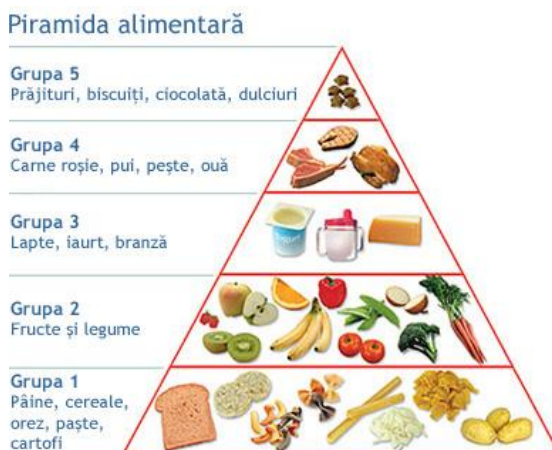 Piramida alimentară
Grupa 5
Prăjituri, biscuiți, ciocolată, dulciuri
Grupa 4
Carne roșie, pui, pește, ouă
Grupa 3
Lapte, iaurt, branză
Grupa 2
Fructe și legume
Grupa 1
Pâine, cereale,
orez, paște,
cartofi